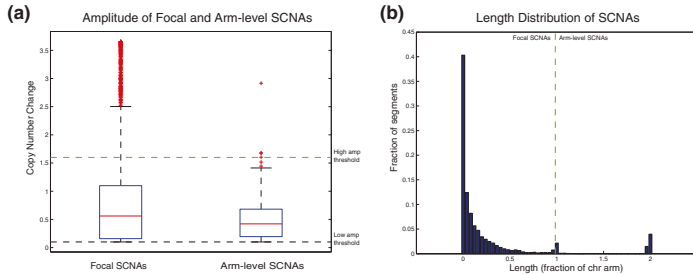 (a)
Amplitude of Focal and Arm-level SCNAs
Copy Number Change
3.5
3
2.5
2
1.5
1
0.5
0
High amp
threshold
Low amp
threshold
Focal SCNAs
Arm-level SCNAs
(b)
Length Distribution of SCNAs
Focal SCNAs
Arm-level SCNAs
Fraction of segments
0.45
0.4
0.35
0.3
0.25
0.2
0.15
0.1
0.05
0
0
0.5
1
1.5
2
Length (fraction of chr arm)